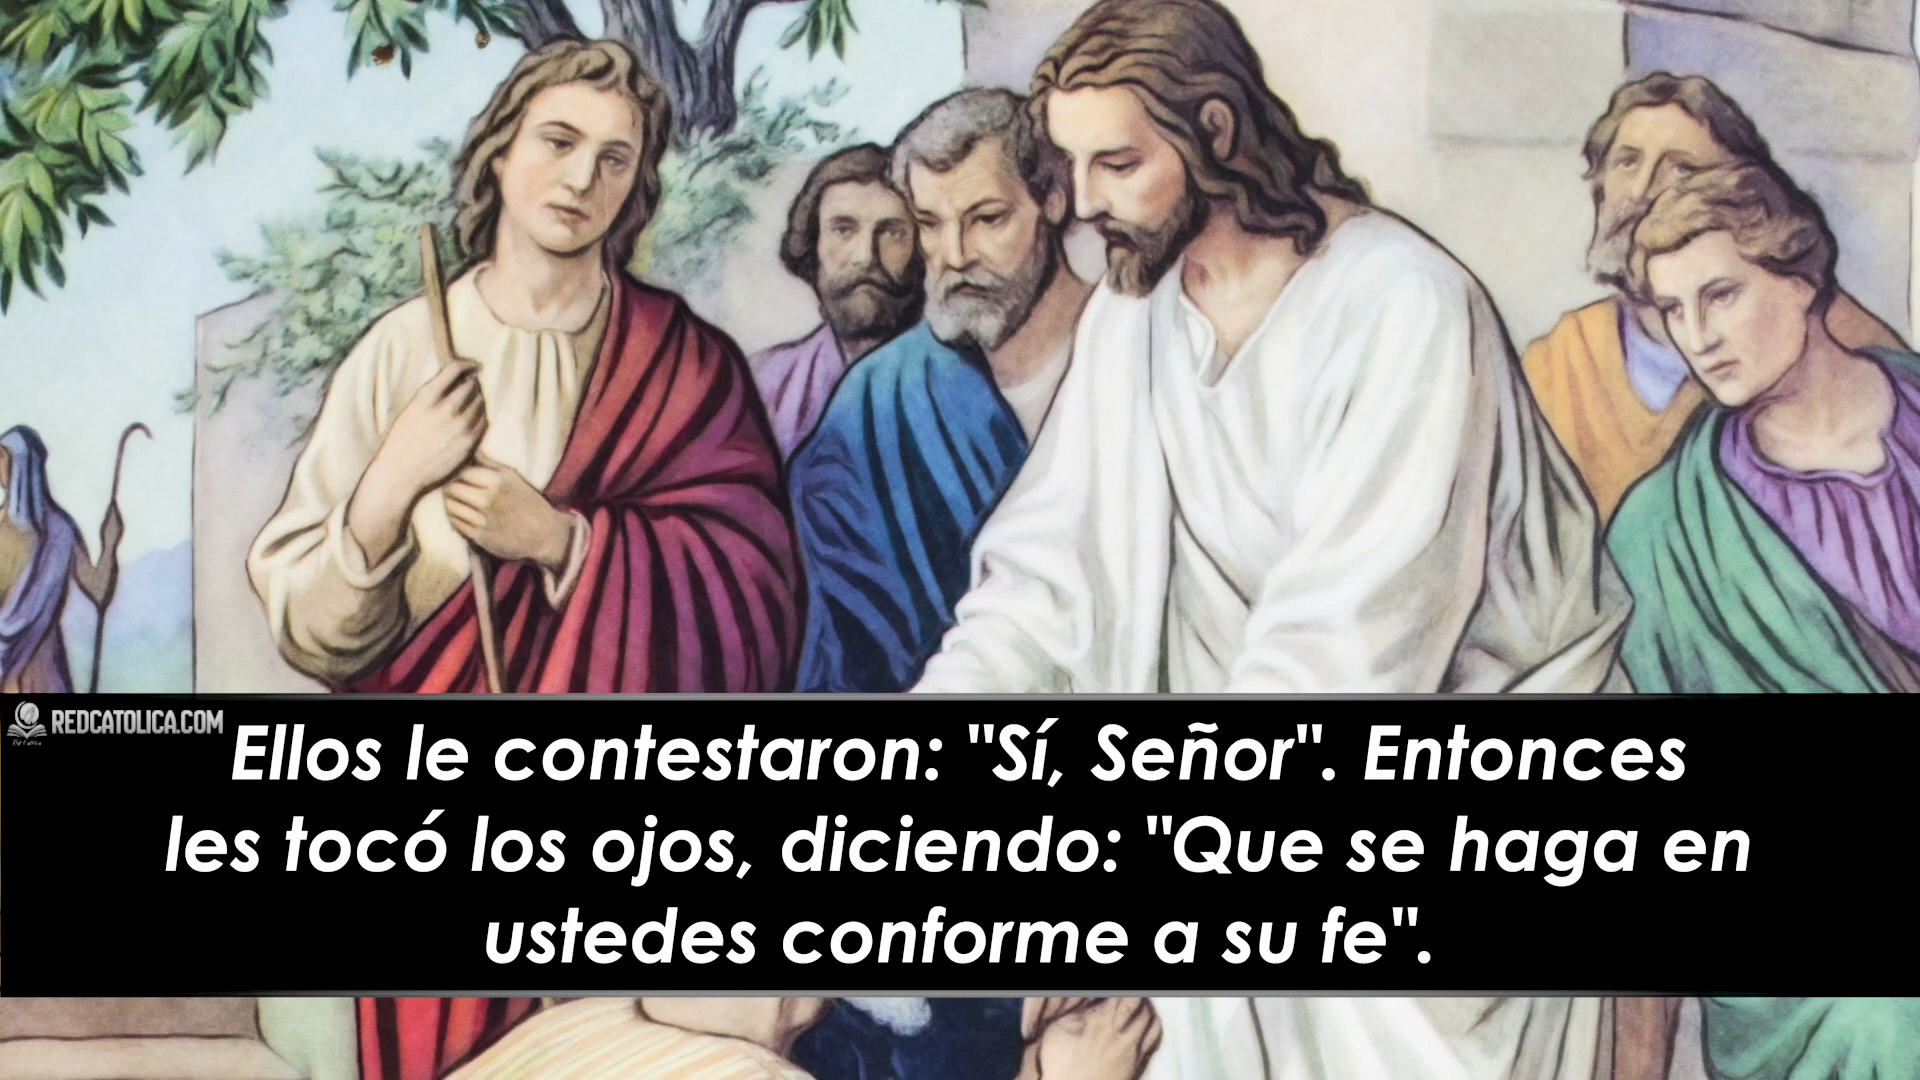 REDCATOLICA.COM
Ellos le contestaron: "Sí, Señor". Entonces
les tocó los ojos, diciendo: "Que se haga en
ustedes conforme a su fe".